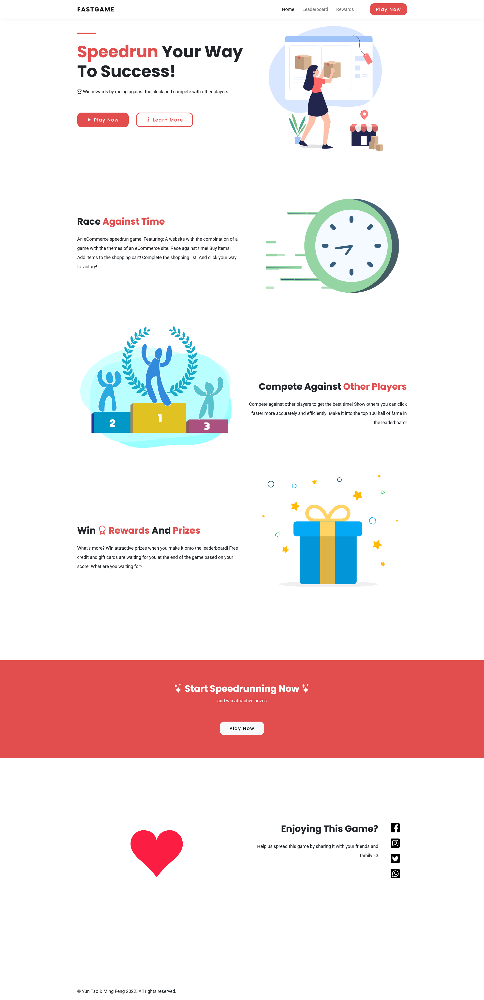 FASTGAME
Home
Leaderboard
Rewards
Play Now
Speedrun Your Way
To Success!
Win rewards by racing against the clock and compete with other players!
Play Now
Learn More
Race Against Time
An eCommerce speedrun game! Featuring; A website with the combination of a
game with the themes of an eCommerce site. Race against time! Buy items!
Add items to the shopping cart! Complete the shopping list! And click your way
to victory!
2
1
3
Compete Against Other Players
Compete against other players to get the best time! Show others you can click
faster more accurately and efficiently! Make it into the top 100 hall of fame in
the leaderboard!
Win Rewards And Prizes
What's more? Win attractive prizes when you make it onto the leaderboard! Free
credit and gift cards are waiting for you at the end of the game based on your
score! What are you waiting for?
Start Speedrunning Now
and win attractive prizes
Play Now
Enjoying This Game?
Help us spread this game by sharing it with your friends and
family <3
© Yun Tao & Ming Feng 2022. All rights reserved.